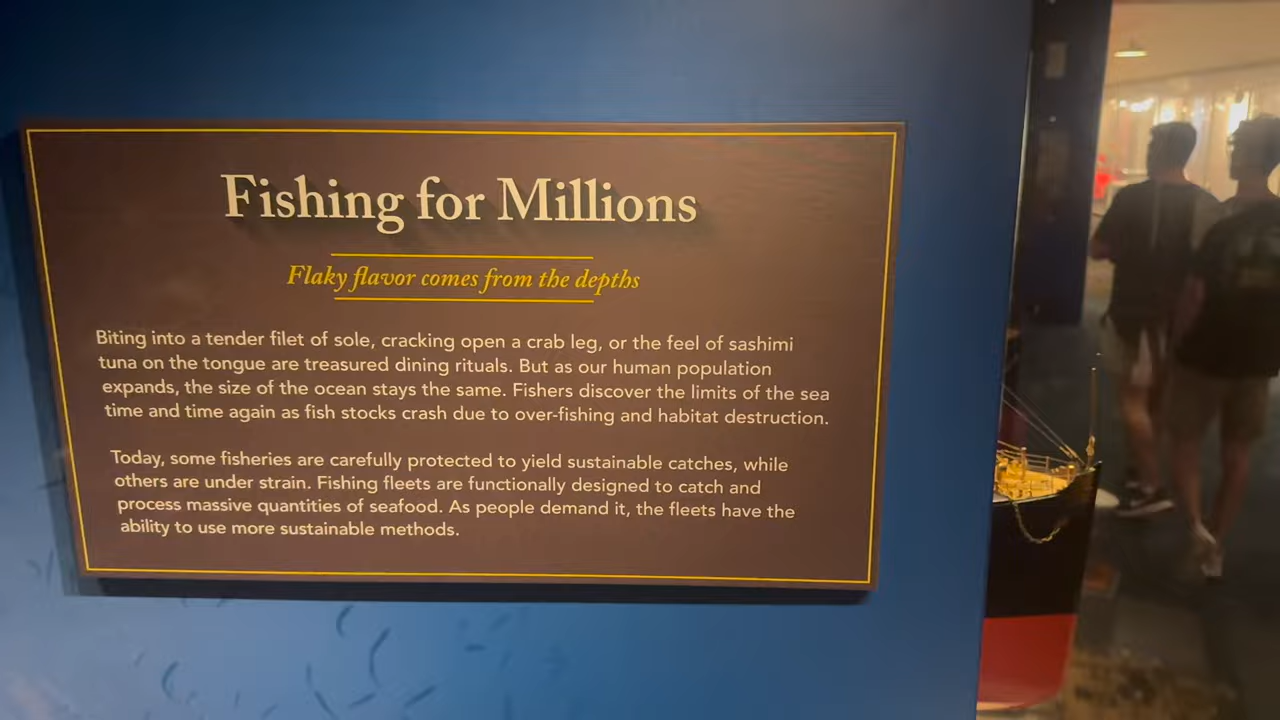 Fishing for Millions
Flaky flavor comes from the depths
Biting into a tender filet of sole, cracking open a crab leg, or the feel of sashimi
tuna on the tongue are treasured dining rituals. But as our human population
expands, the size of the ocean stays the same. Fishers discover the limits of the sea
time and time again as fish stocks crash due to over-fishing and habitat destruction.
Today, some fisheries are carefully protected to yield sustainable catches, while
others are under strain. Fishing fleets are functionally designed to catch and
process massive quantities of seafood. As people demand it, the fleets have the
ability to use more sustainable methods.